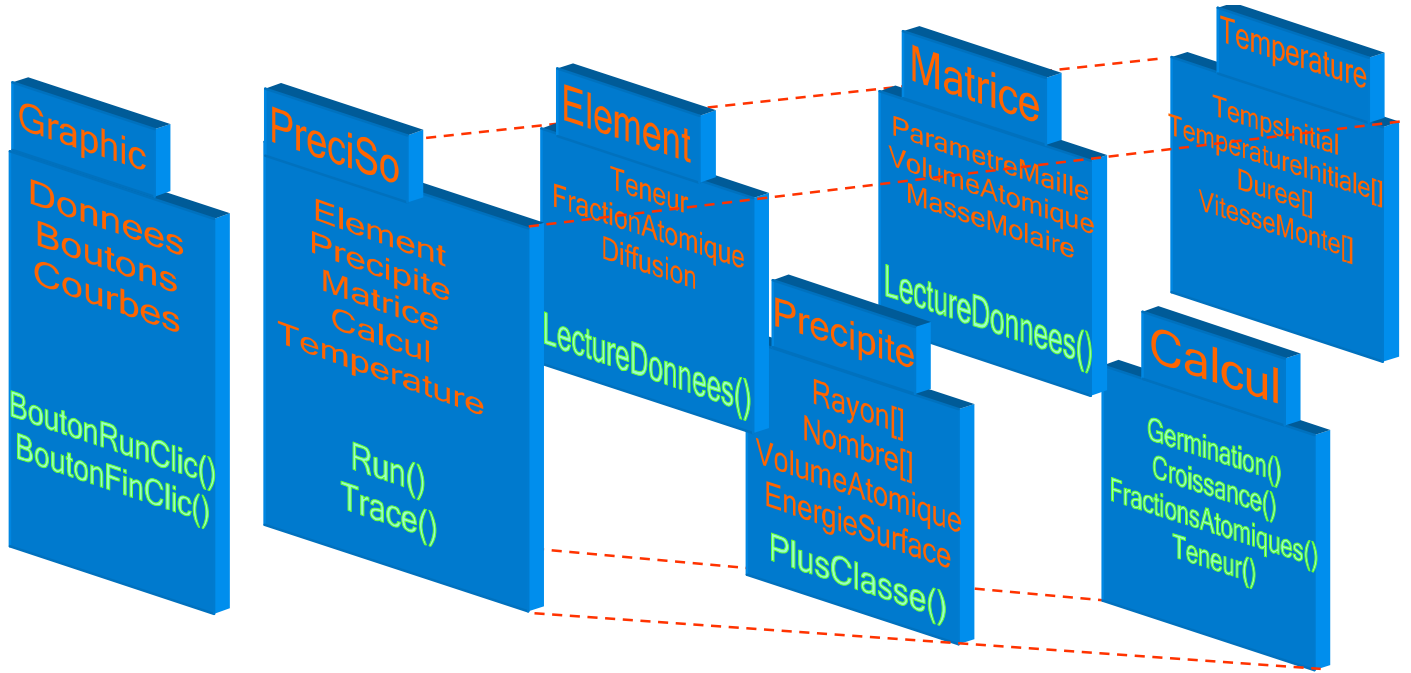 Graphic
Donnees
Boutons
Courbes
BoutonRunClic()
BoutonFinClic()
PreciSo
Element
Precipite
Matrice
Calcul
Temperature
Run()
Trace()
Element
Teneur
FractionAtomique
Diffusion
LectureDonnees()
Matrice
ParametreMaille
VolumeAtomique
MasseMolaire
LectureDonnees()
Temperature
TempsInitial
TemperatureInitiale[]
Duree[]
VitesseMonte[]
Precipite
Rayon[]
Nombre[]
VolumeAtomique
EnergieSurface
PlusClasse()
Calcul
Germination()
Croissance()
FractionsAtomiques()
Teneur()